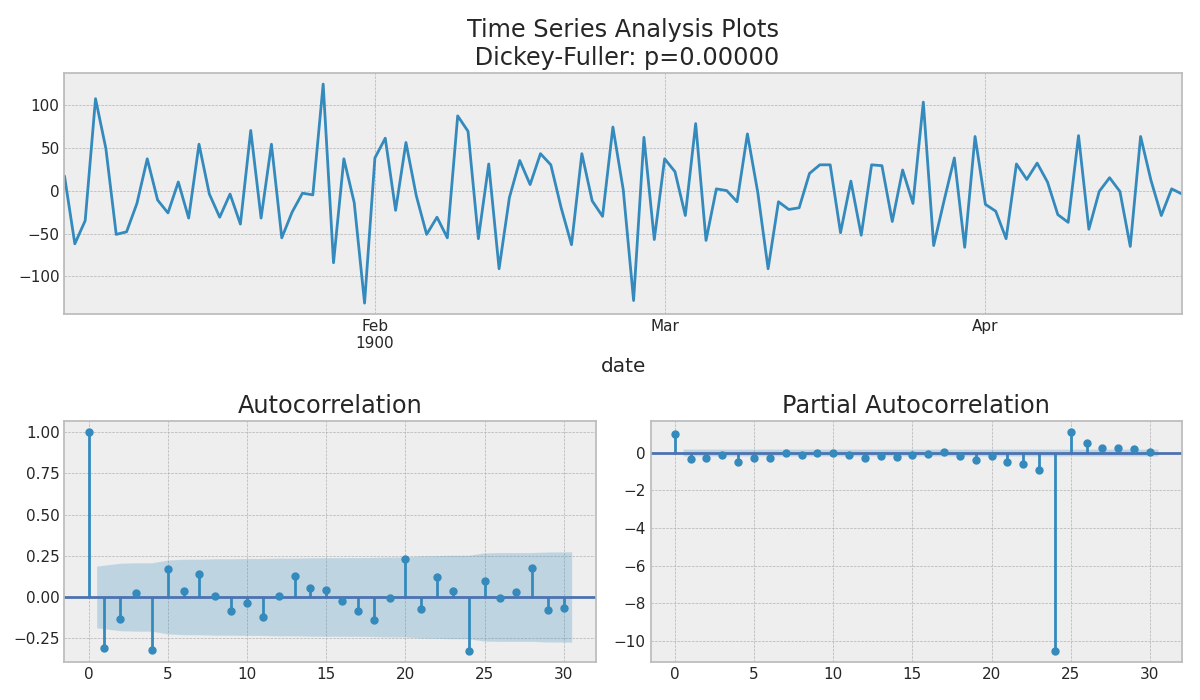 Time Series Analysis Plots
Dickey-Fuller: p=0.00000
100
50
0
−50
−100
Feb
1900
Mar
Apr
date
Autocorrelation
1.00
0.75
0.50
0.25
0.00
−0.25
0 5 10 15 20 25 30
Partial Autocorrelation
0
−2
−4
−6
−8
−10
0 5 10 15 20 25 30